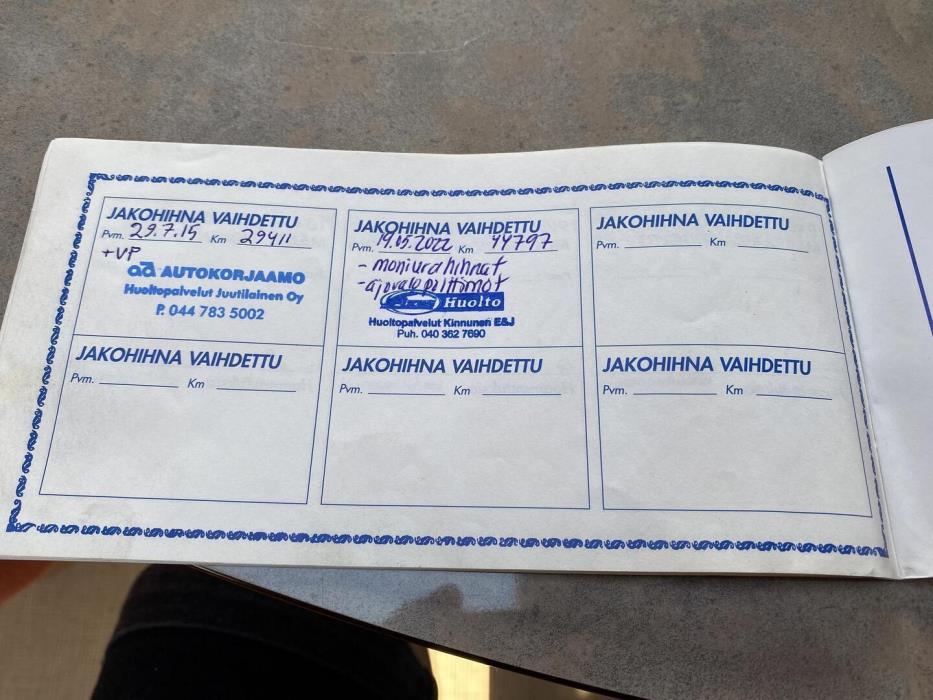 JAKOHIHNA VAIHDETTU
Pvm. 29.7.15 Km 29411
+VP
ad AUTOKORJAAMO
Huoltopalvelut Juutilainen Oy
P. 044 783 5002
JAKOHIHNA VAIHDETTU
Pvm. 19.05.2022 Km 44797
- moniurahihnat
- ajovalopolttimot
Huolto
Huoltopalvelut Kinnunen E&J
Puh. 040 362 7690
JAKOHIHNA VAIHDETTU
Pvm. Km
JAKOHIHNA VAIHDETTU
Pvm. Km
JAKOHIHNA VAIHDETTU
Pvm. Km
JAKOHIHNA VAIHDETTU
Pvm. Km